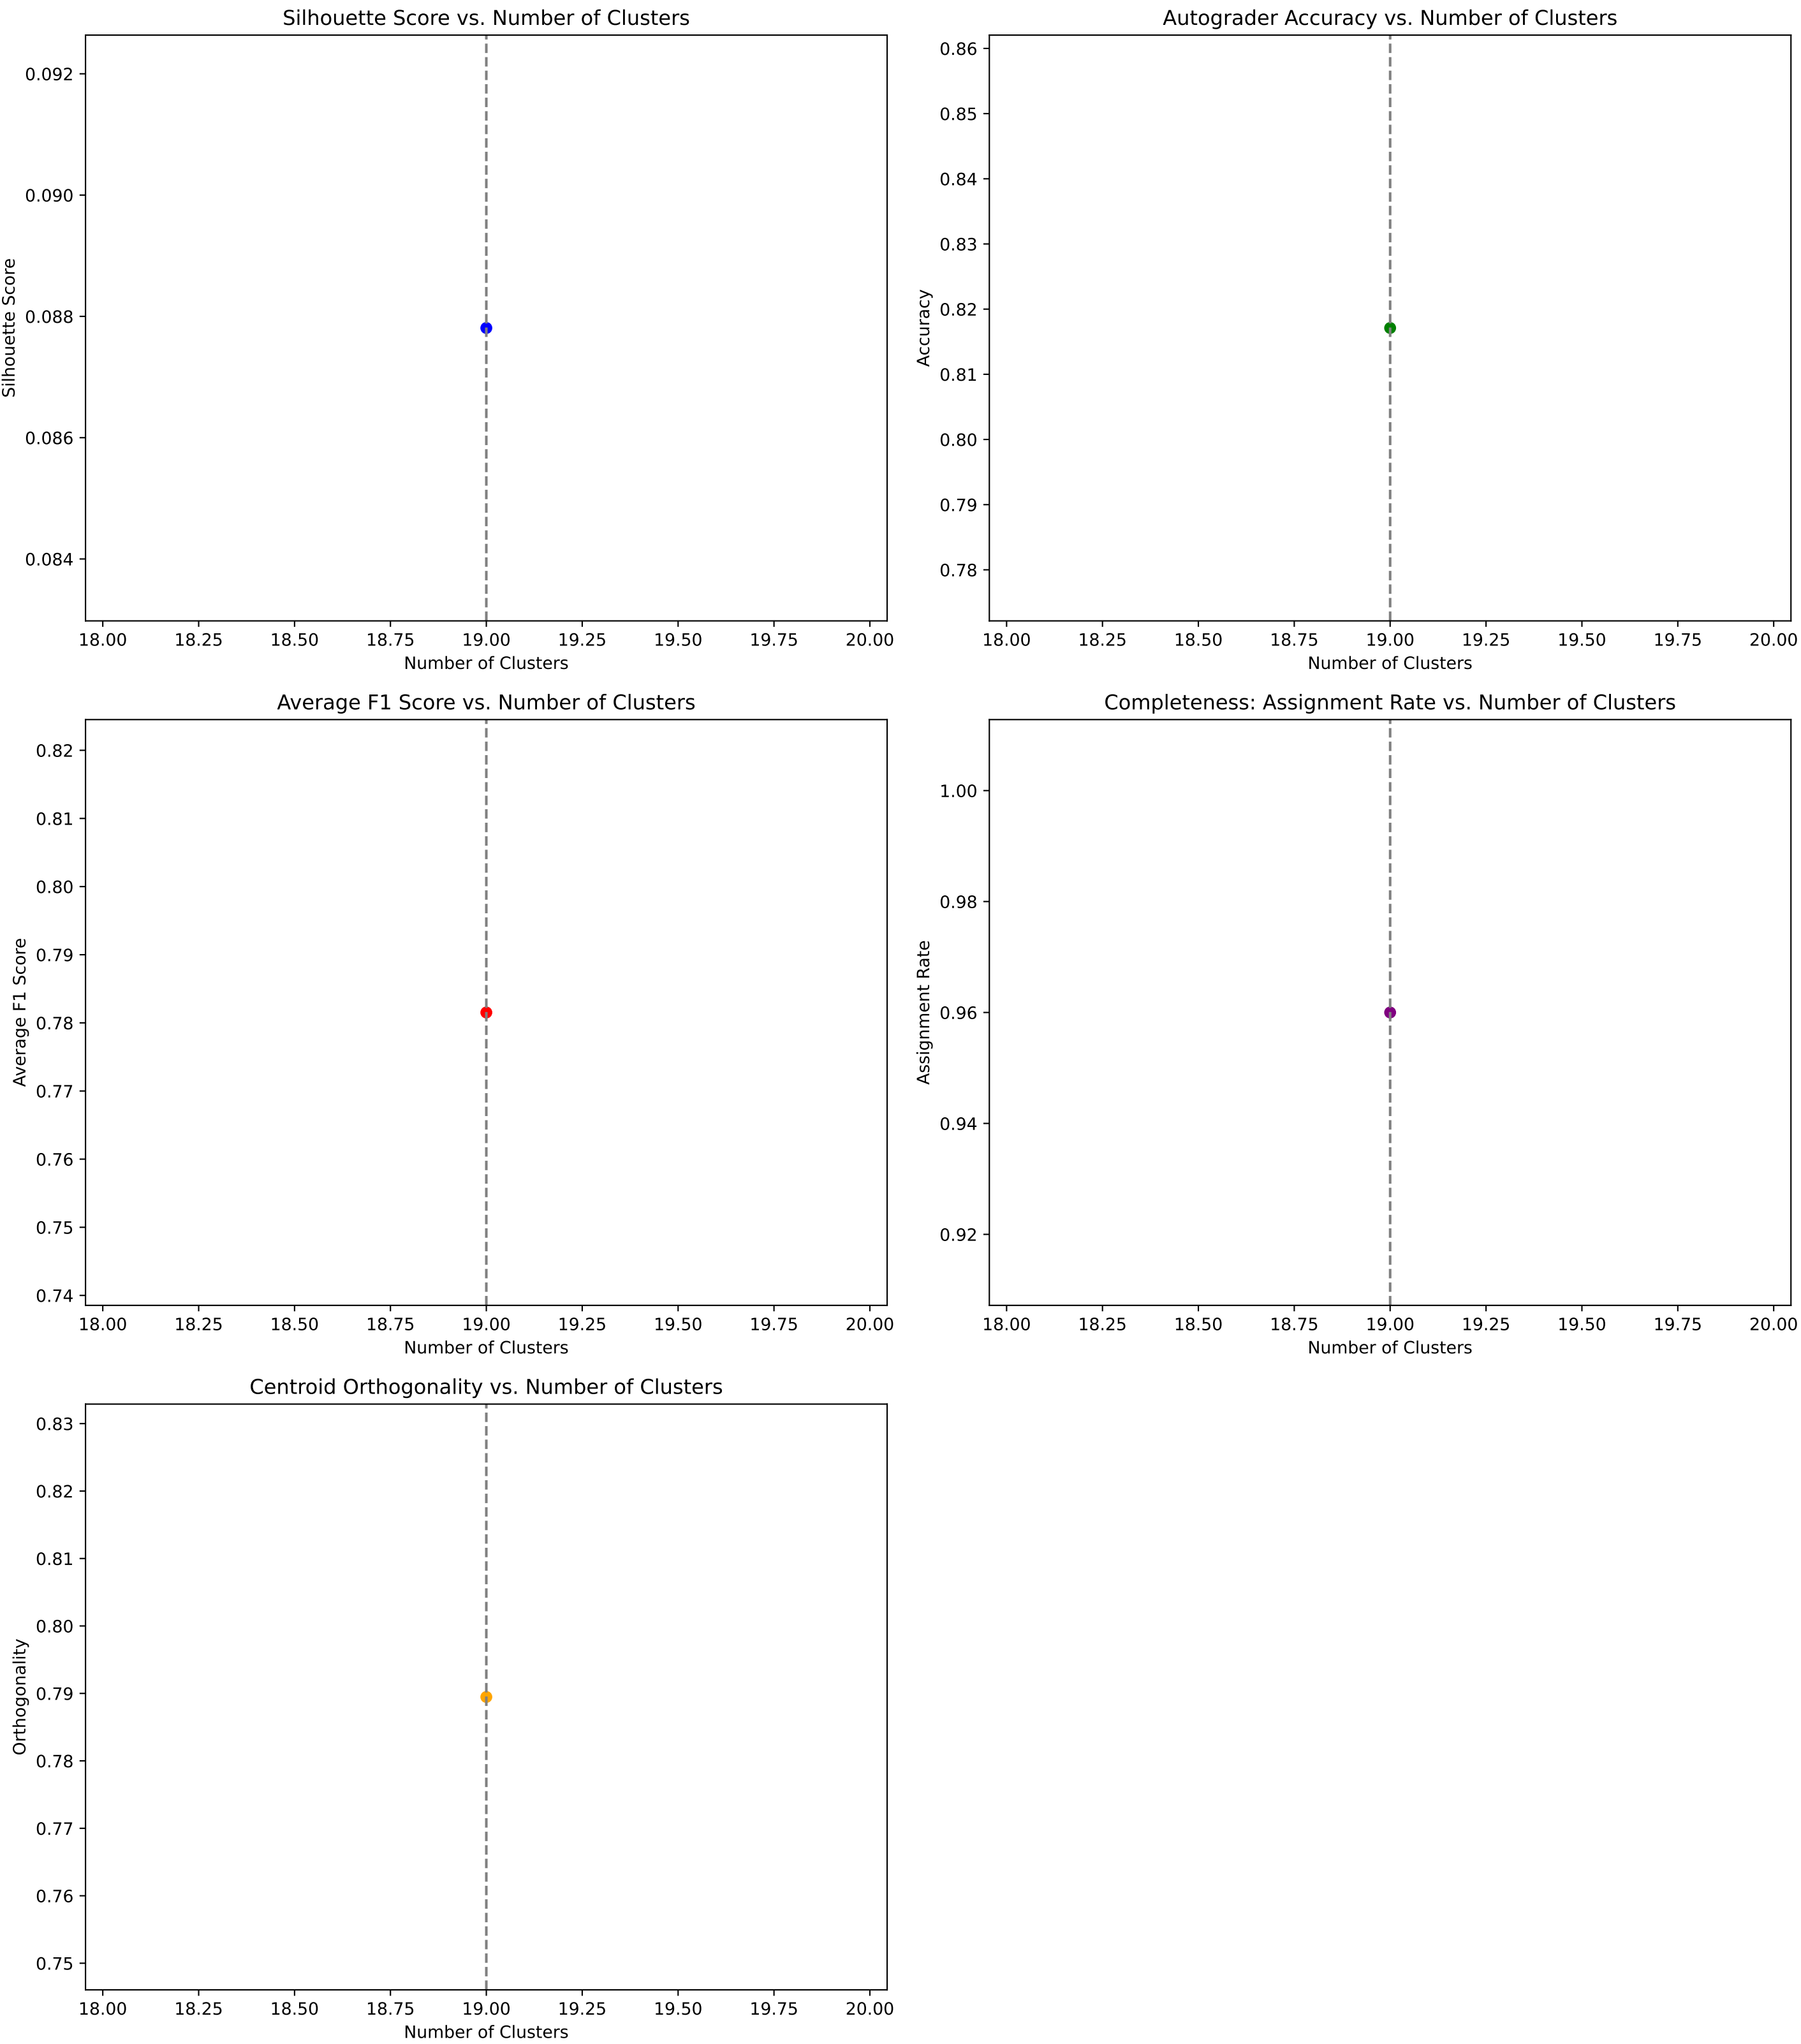 Silhouette Score vs. Number of Clusters
0.092
0.090
0.088
0.086
0.084
Silhouette Score
18.00 18.25 18.50 18.75 19.00 19.25 19.50 19.75 20.00
Number of Clusters
Autograder Accuracy vs. Number of Clusters
0.86
0.85
0.84
0.83
0.82
0.81
0.80
0.79
0.78
Accuracy
18.00 18.25 18.50 18.75 19.00 19.25 19.50 19.75 20.00
Number of Clusters
Average F1 Score vs. Number of Clusters
0.82
0.81
0.80
0.79
0.78
0.77
0.76
0.75
0.74
Average F1 Score
18.00 18.25 18.50 18.75 19.00 19.25 19.50 19.75 20.00
Number of Clusters
Completeness: Assignment Rate vs. Number of Clusters
1.00
0.98
0.96
0.94
0.92
Assignment Rate
18.00 18.25 18.50 18.75 19.00 19.25 19.50 19.75 20.00
Number of Clusters
Centroid Orthogonality vs. Number of Clusters
0.83
0.82
0.81
0.80
0.79
0.78
0.77
0.76
0.75
Orthogonality
18.00 18.25 18.50 18.75 19.00 19.25 19.50 19.75 20.00
Number of Clusters